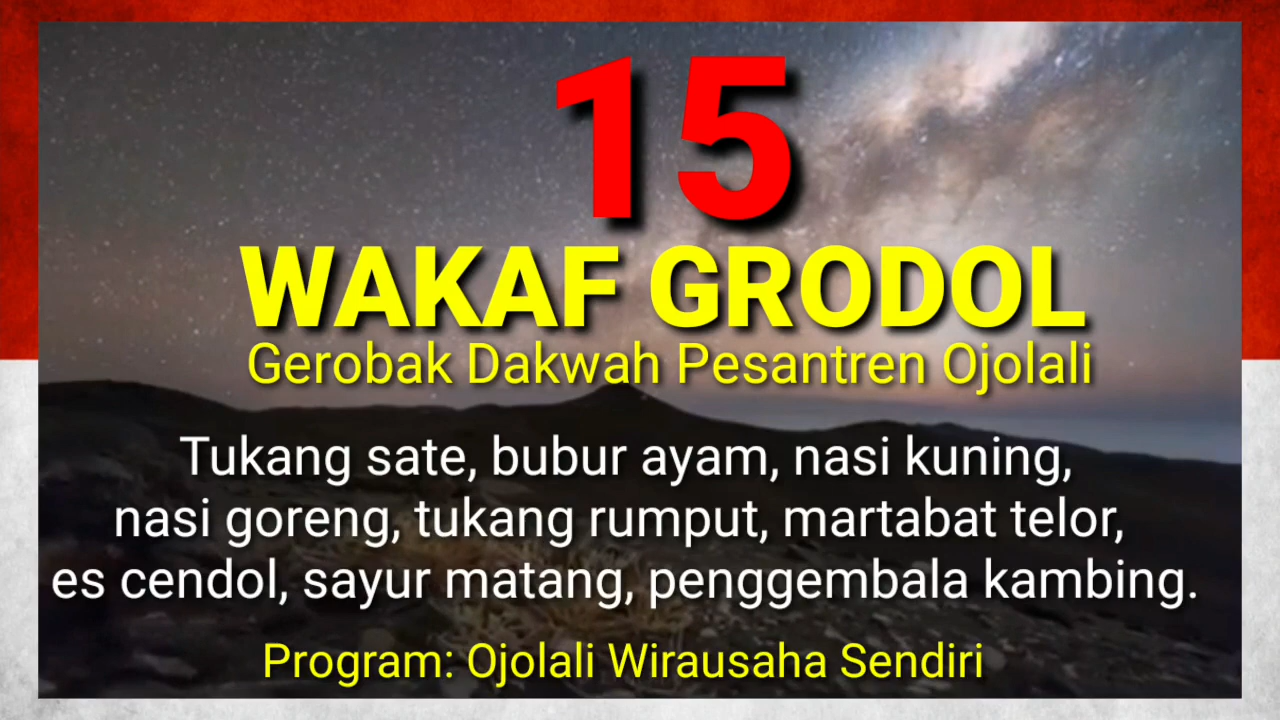 15
WAKAF GRODOL
Gerobak Dakwah Pesantren Ojolali
Tukang sate, bubur ayam, nasi kuning,
nasi goreng, tukang rumput, martabat telor,
es cendol, sayur matang, penggembala kambing.
Program: Ojolali Wirausaha Sendiri